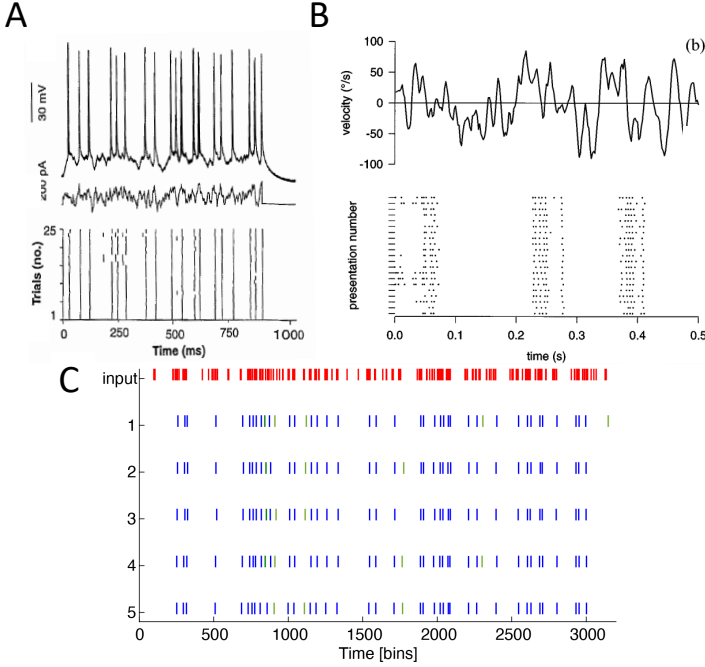 A
30 mV
200 pA
Trials (no.)
25
1
0
250
500
750
1000
Time (ms)
B
(b)
velocity (°/s)
100
50
0
-50
-100
presentation number
0.0
0.1
0.2
0.3
0.4
0.5
time (s)
C
input
1
2
3
4
5
0
500
1000
1500
2000
2500
3000
Time [bins]